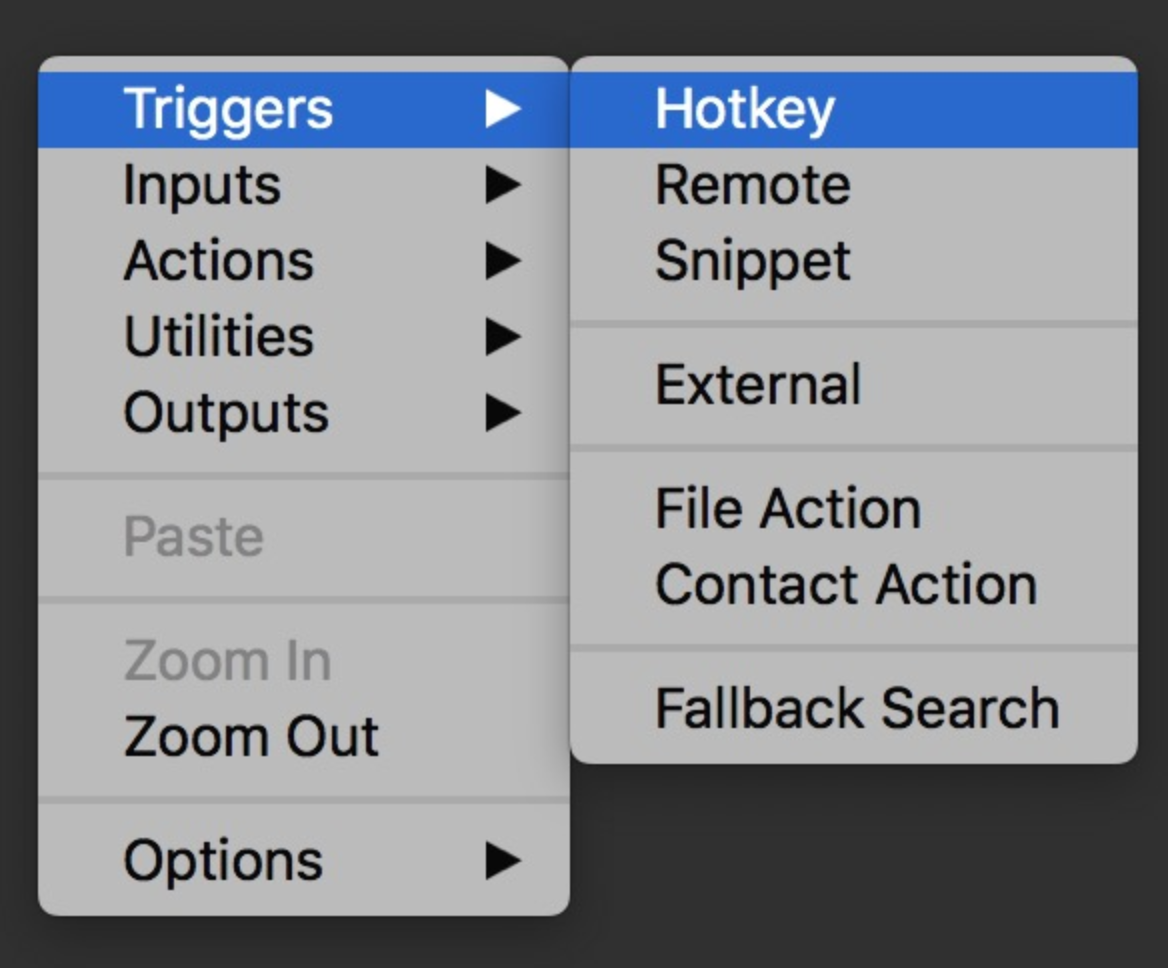 Triggers
Inputs
Actions
Utilities
Outputs
Paste
Zoom In
Zoom Out
Options
Hotkey
Remote
Snippet
External
File Action
Contact Action
Fallback Search